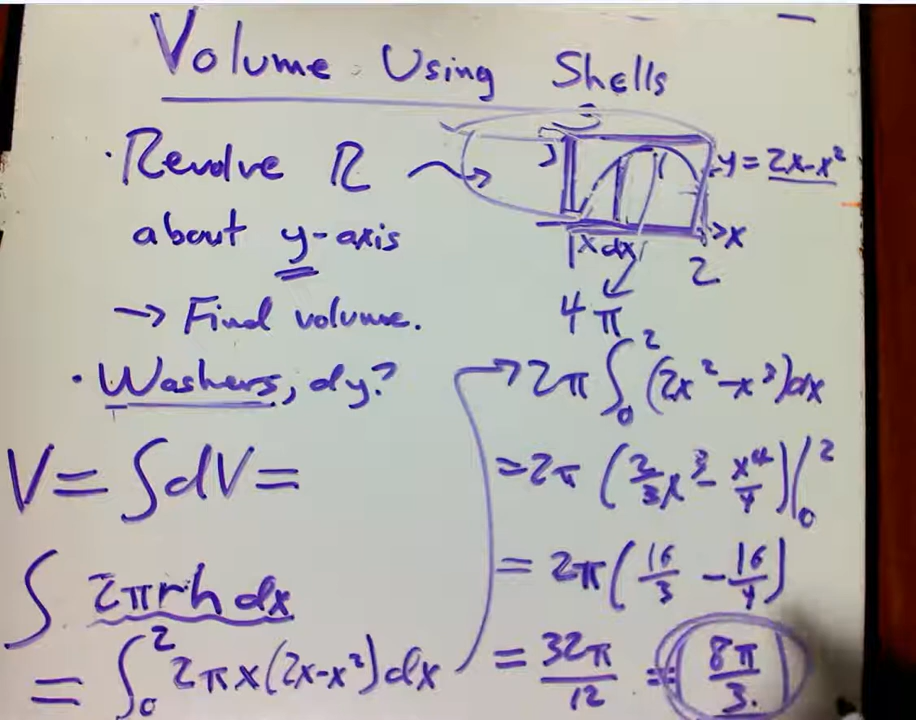 Volume Using Shells
· Revolve R
about y-axis
→ Find volume.
· Washers, dy?
V = ∫dV =
∫ 2πrh dx
= ∫₀² 2πx(2x-x²)dx
y = 2x-x²
x
x dx
2
4π
→ 2π ∫₀² (2x²-x³)dx
= 2π (2/3 x³ - x⁴/4)|₀²
= 2π(16/3 - 16/4)
= 32π/12 = 8π/3.